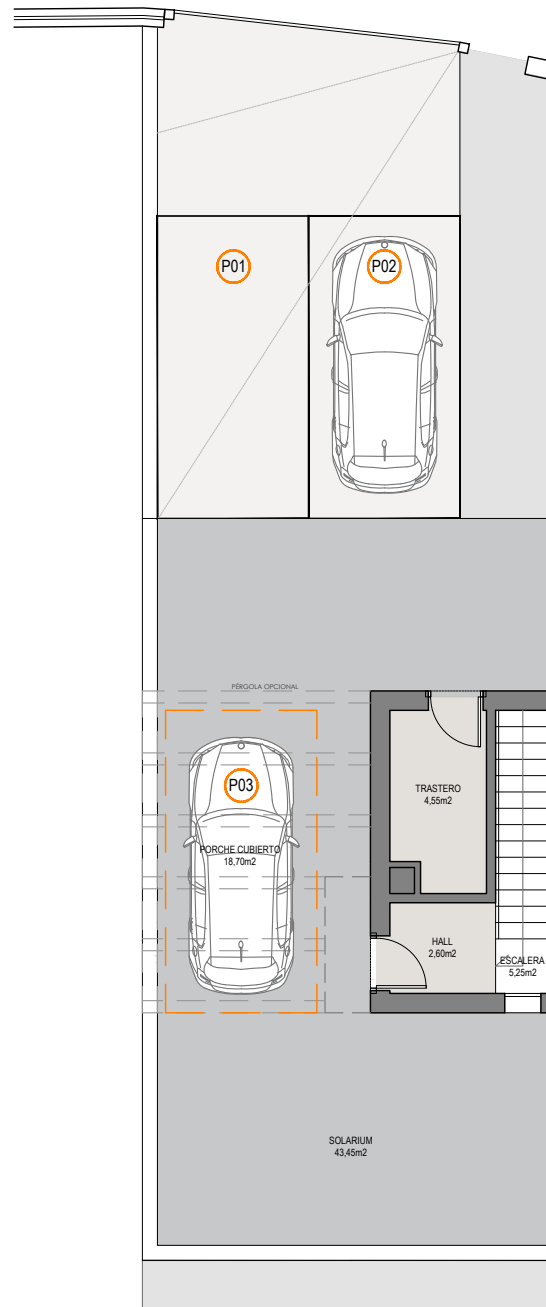 P01
P02
PÉRGOLA OPCIONAL
P03
TRASTERO
4,55m2
PORCHE CUBIERTO
18,70m2
HALL
2,60m2
ESCALERA
5,25m2
SOLARIUM
43,45m2